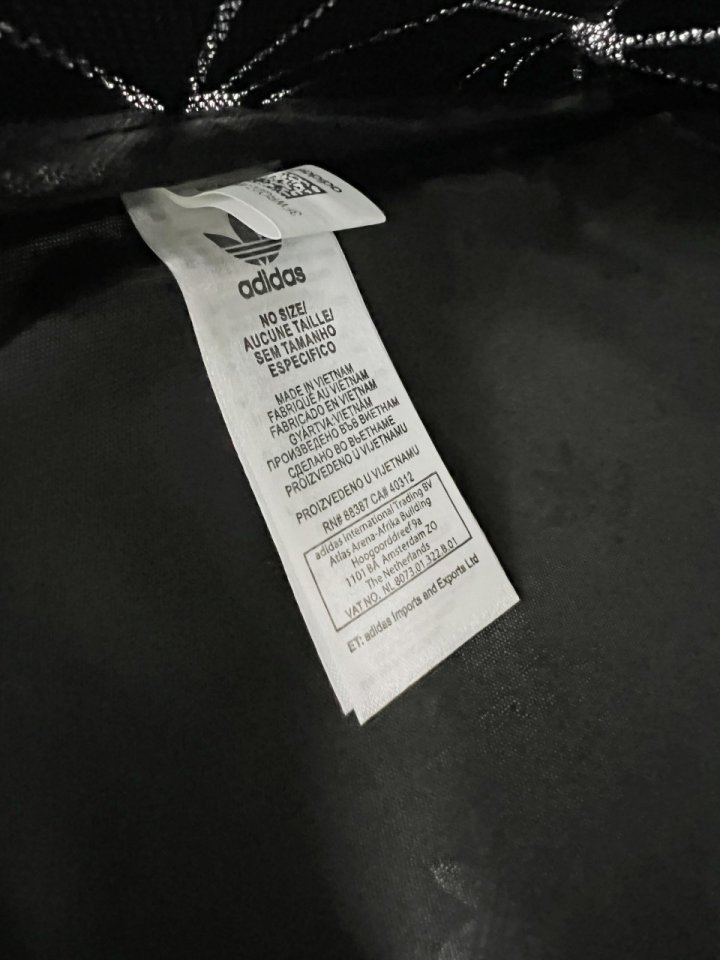 adidas
adidas
NO SIZE/
AUCUNE TAILLE/
SEM TAMANHO
ESPECIFICO
MADE IN VIETNAM
FABRIQUÉ AU VIETNAM
FABRICADO EN VIETNAM
GYÁRTVA:VIETNÁM
ПРОИЗВЕДЕНО ВЪВ ВИЕТНАМ
СДЕЛАНО ВО ВЬЕТНАМЕ
PROIZVEDENO U VIJETNAMU
PROIZVEDENO U VIJETNAMU
RN# 88387 CA# 40312
adidas International Trading BV
Atlas Arena-Afrika Building
Hoogoorddreef 9a
1101 BA Amsterdam ZO
The Netherlands
VAT NO. NL 8073.01.322.B.01
ET: adidas Imports and Exports Ltd